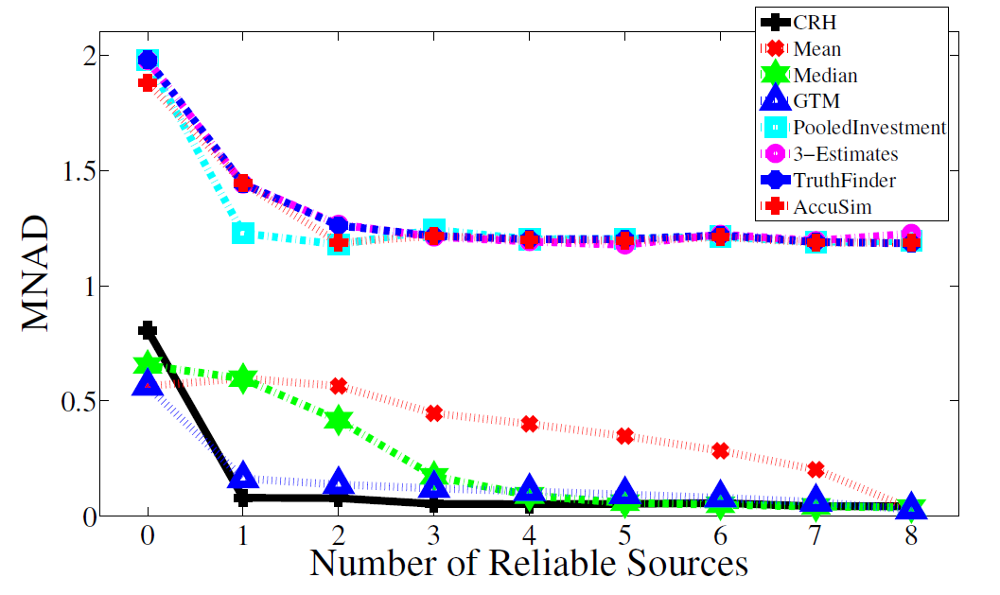 CRH
Mean
Median
GTM
PooledInvestment
3−Estimates
TruthFinder
AccuSim
MNAD
2
1.5
1
0.5
0
0 1 2 3 4 5 6 7 8
Number of Reliable Sources